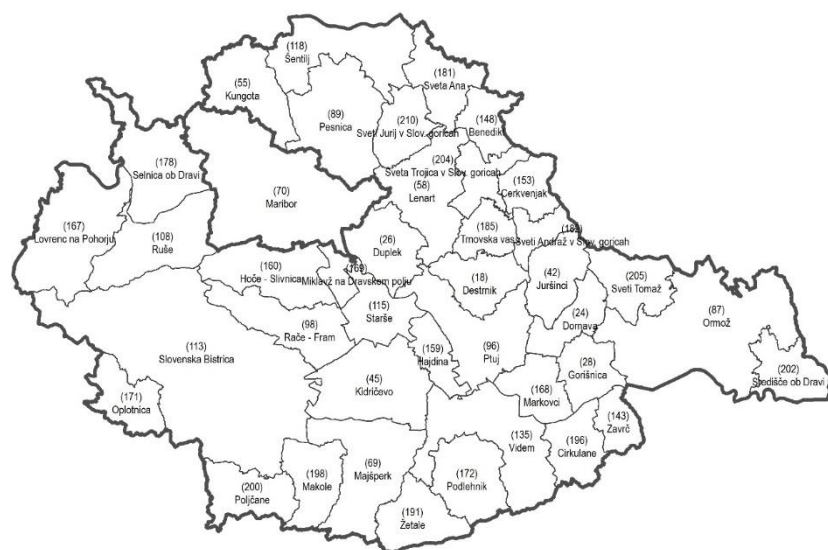 (118)
Šentilj
(55)
Kungota
(181)
Sveta Ana
(89)
Pesnica
(210)
Sveti Jurij v Slov. goricah
(148)
Benedikt
(178)
Selnica ob Dravi
(204)
Sveta Trojica v Slov. goricah
(58)
Lenart
(153)
Cerkvenjak
(70)
Maribor
(167)
Lovrenc na Pohorju
(108)
Ruše
(26)
Duplek
(185)
Trnovska vas
(182)
Sveti Andraž v Slov. goricah
(160)
Hoče - Slivnica
(169)
Miklavž na Dravskem polju
(18)
Destrnik
(42)
Juršinci
(205)
Sveti Tomaž
(87)
Ormož
(115)
Starše
(24)
Dornava
(98)
Rače - Fram
(113)
Slovenska Bistrica
(159)
Hajdina
(96)
Ptuj
(28)
Gorišnica
(202)
Središče ob Dravi
(171)
Oplotnica
(45)
Kidričevo
(168)
Markovci
(143)
Zavrč
(135)
Videm
(196)
Cirkulane
(69)
Majšperk
(198)
Makole
(200)
Poljčane
(172)
Podlehnik
(191)
Žetale